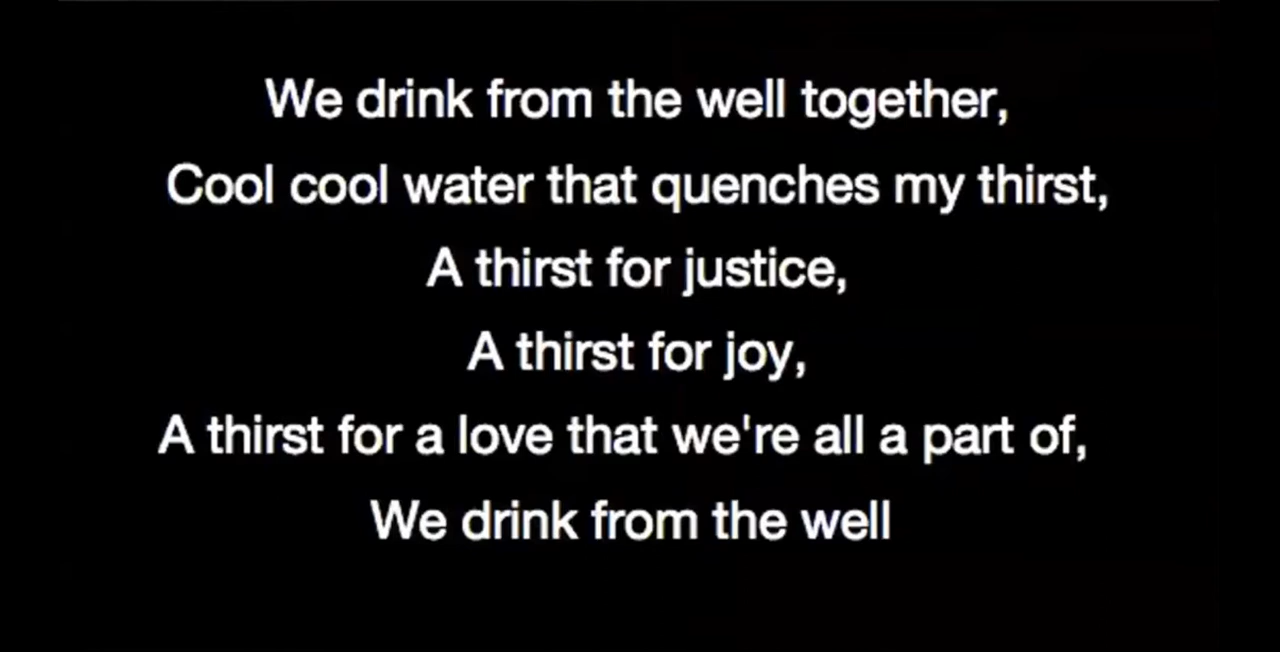 We drink from the well together,
Cool cool water that quenches my thirst,
A thirst for justice,
A thirst for joy,
A thirst for a love that we're all a part of,
We drink from the well